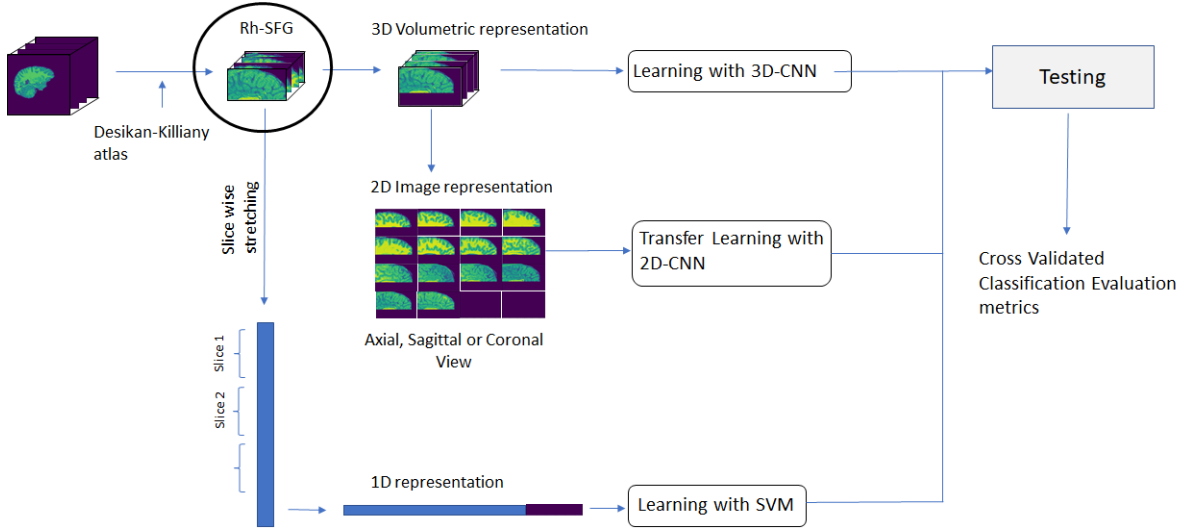 Rh-SFG
3D Volumetric representation
Learning with 3D-CNN
Testing
Desikan-Killiany
atlas
Slice wise
stretching
2D Image representation
Transfer Learning with
2D-CNN
Cross Validated
Classification Evaluation
metrics
Axial, Sagittal or Coronal
View
Slice 1
Slice 2
1D representation
Learning with SVM